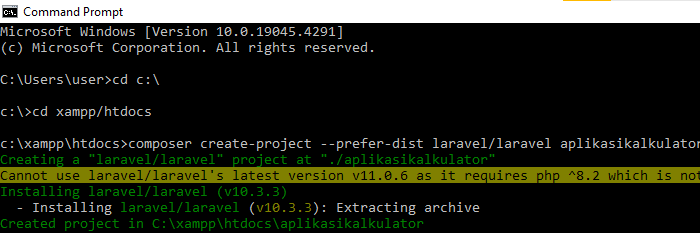 Command Prompt
Microsoft Windows [Version 10.0.19045.4291]
(c) Microsoft Corporation. All rights reserved.
C:\Users\user>cd c:\
c:\>cd xampp/htdocs
c:\xampp\htdocs>composer create-project --prefer-dist laravel/laravel aplikasikalkulator
Creating a "laravel/laravel" project at "./aplikasikalkulator"
Cannot use laravel/laravel's latest version v11.0.6 as it requires php ^8.2 which is not
Installing laravel/laravel (v10.3.3)
- Installing laravel/laravel (v10.3.3): Extracting archive
Created project in C:\xampp\htdocs\aplikasikalkulator